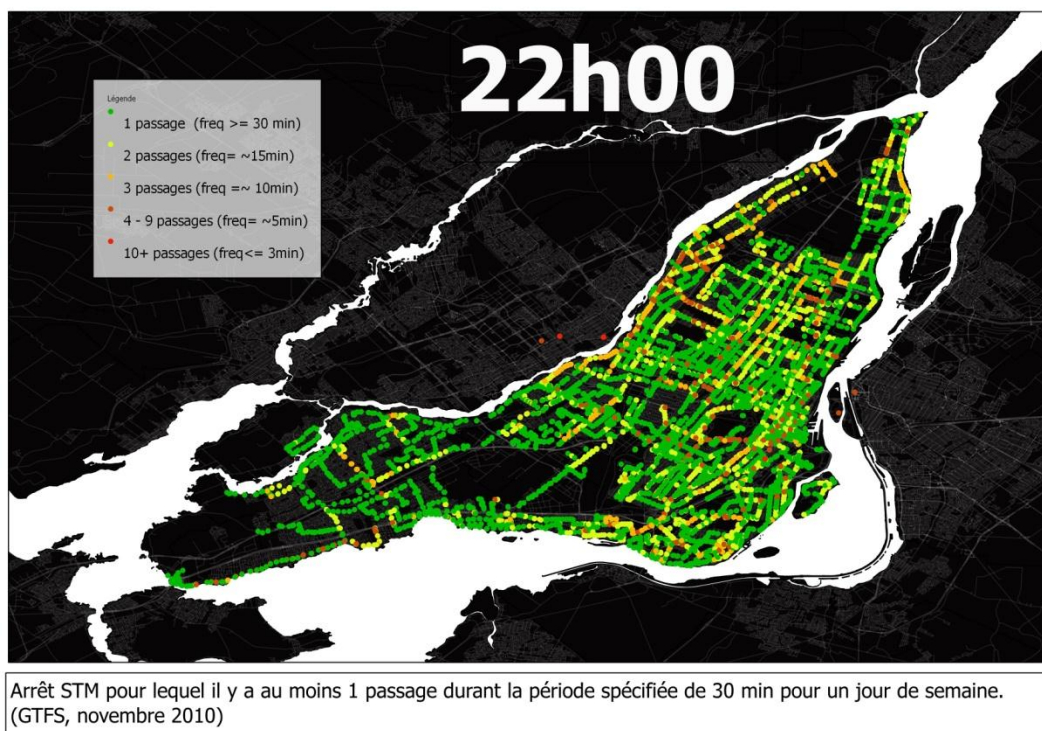 22h00
Légende
1 passage (freq >= 30 min)
2 passages (freq= ~15min)
3 passages (freq =~ 10min)
4 - 9 passages (freq= ~5min)
10+ passages (freq<= 3min)
Arrêt STM pour lequel il y a au moins 1 passage durant la période spécifiée de 30 min pour un jour de semaine.
(GTFS, novembre 2010)